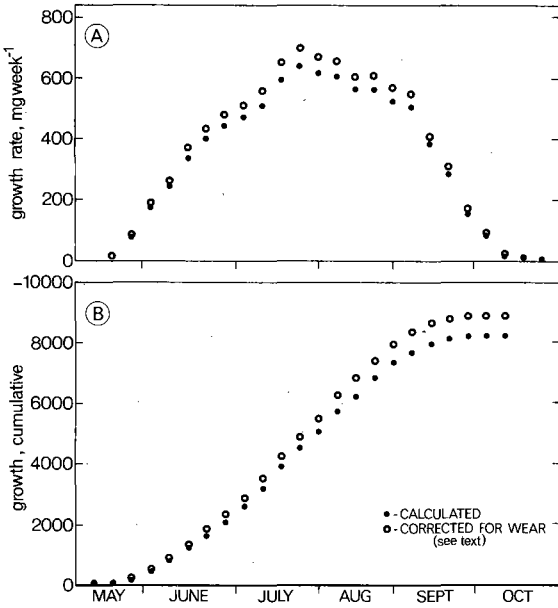 A
800
600
400
200
0
growth rate, mg week-1
B
-10000
8000
6000
4000
2000
0
growth, cumulative
• - CALCULATED
o - CORRECTED FOR WEAR
(see text)
MAY JUNE JULY AUG SEPT OCT